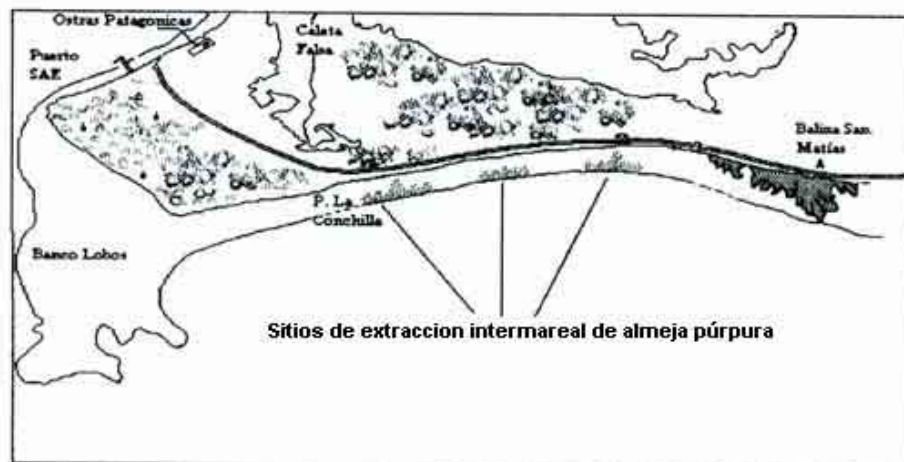 Ostras Patagonicas
Puerto
SAE
Caleta
Falsa
Balina San.
Matías
P. La
Conchilla
Banco Lobos
Sitios de extraccion intermareal de almeja púrpura